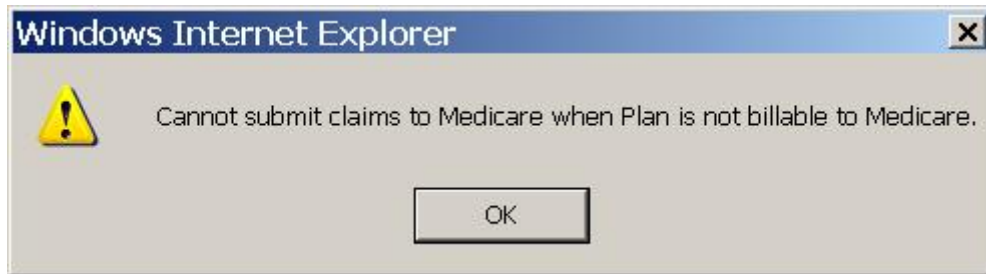 Windows Internet Explorer
Cannot submit claims to Medicare when Plan is not billable to Medicare.
OK